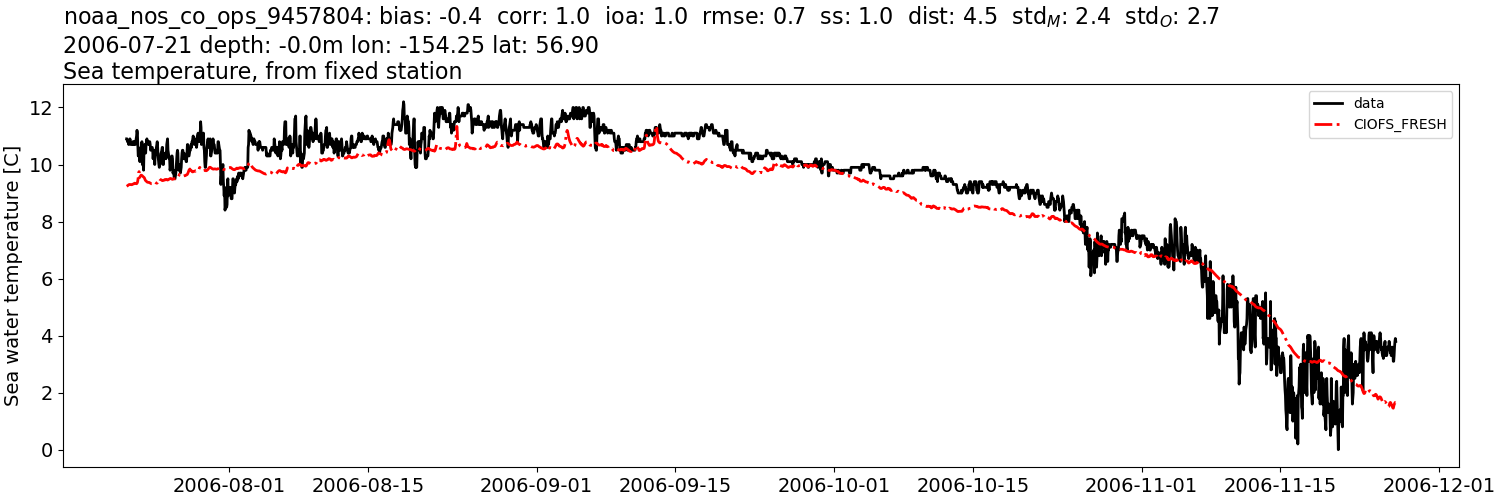 noaa_nos_co_ops_9457804: bias: -0.4 corr: 1.0 ioa: 1.0 rmse: 0.7 ss: 1.0 dist: 4.5 std_M: 2.4 std_O: 2.7
2006-07-21 depth: -0.0m lon: -154.25 lat: 56.90
Sea temperature, from fixed station
data
CIOFS_FRESH
Sea water temperature [C]
12
10
8
6
4
2
0
2006-08-01 2006-08-15 2006-09-01 2006-09-15 2006-10-01 2006-10-15 2006-11-01 2006-11-15 2006-12-01